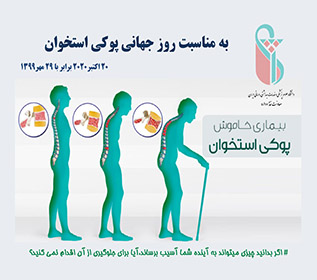 به مناسبت روز جهانی پوکی استخوان
۲۰ اکتبر ۲۰۲۰ برابر با ۲۹ مهر ۱۳۹۹
بیماری خاموش
پوکی استخوان
# اگر بدانید چیزی میتواند به آینده شما آسیب برساند،آیا برای جلوگیری از آن اقدام نمی کنید؟